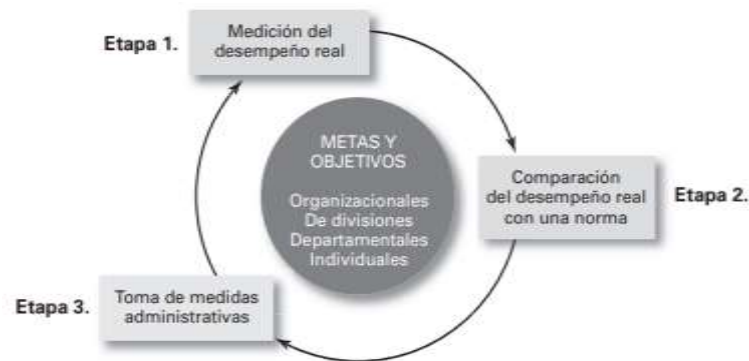 Etapa 1.
Medición del
desempeño real
METAS Y
OBJETIVOS
Organizacionales
De divisiones
Departamentales
Individuales
Comparación
del desempeño real
con una norma
Etapa 2.
Etapa 3.
Toma de medidas
administrativas